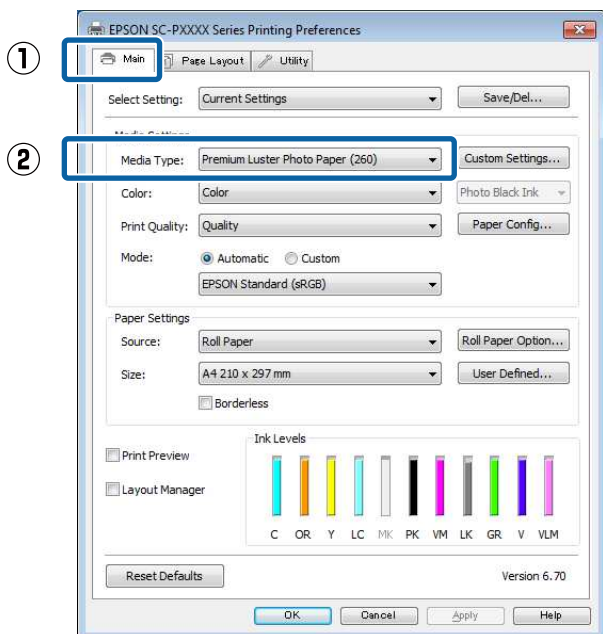 EPSON SC-PXXXX Series Printing Preferences
①
Main Page Layout Utility
Select Setting: Current Settings Save/Del...
Media Settings
②
Media Type: Premium Luster Photo Paper (260) Custom Settings...
Color: Color Photo Black Ink
Print Quality: Quality Paper Config...
Mode: Automatic Custom
EPSON Standard (sRGB)
Paper Settings
Source: Roll Paper Roll Paper Option...
Size: A4 210 x 297 mm User Defined...
Borderless
Ink Levels
Print Preview
Layout Manager
C OR Y LC MK PK VM LK GR V VLM
Reset Defaults Version 6.70
OK Cancel Apply Help